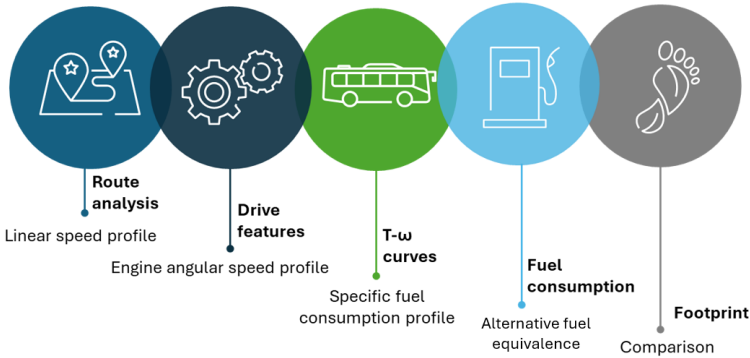 Route
analysis
Linear speed profile
Drive
features
Engine angular speed profile
T-ω
curves
Specific fuel
consumption profile
Fuel
consumption
Alternative fuel
equivalence
Footprint
Comparison